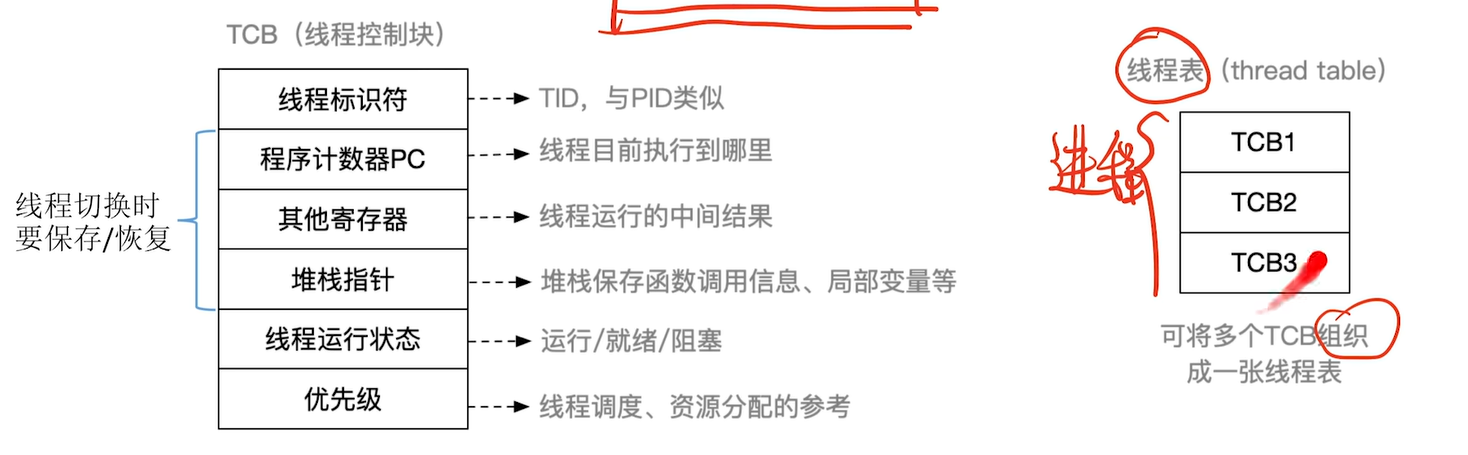 TCB（线程控制块）
线程标识符
TID，与PID类似
程序计数器PC
线程目前执行到哪里
其他寄存器
线程运行的中间结果
堆栈指针
堆栈保存函数调用信息、局部变量等
线程运行状态
运行/就绪/阻塞
优先级
线程调度、资源分配的参考
线程切换时
要保存/恢复
线程表（thread table）
进程
TCB1
TCB2
TCB3
可将多个TCB组织
成一张线程表